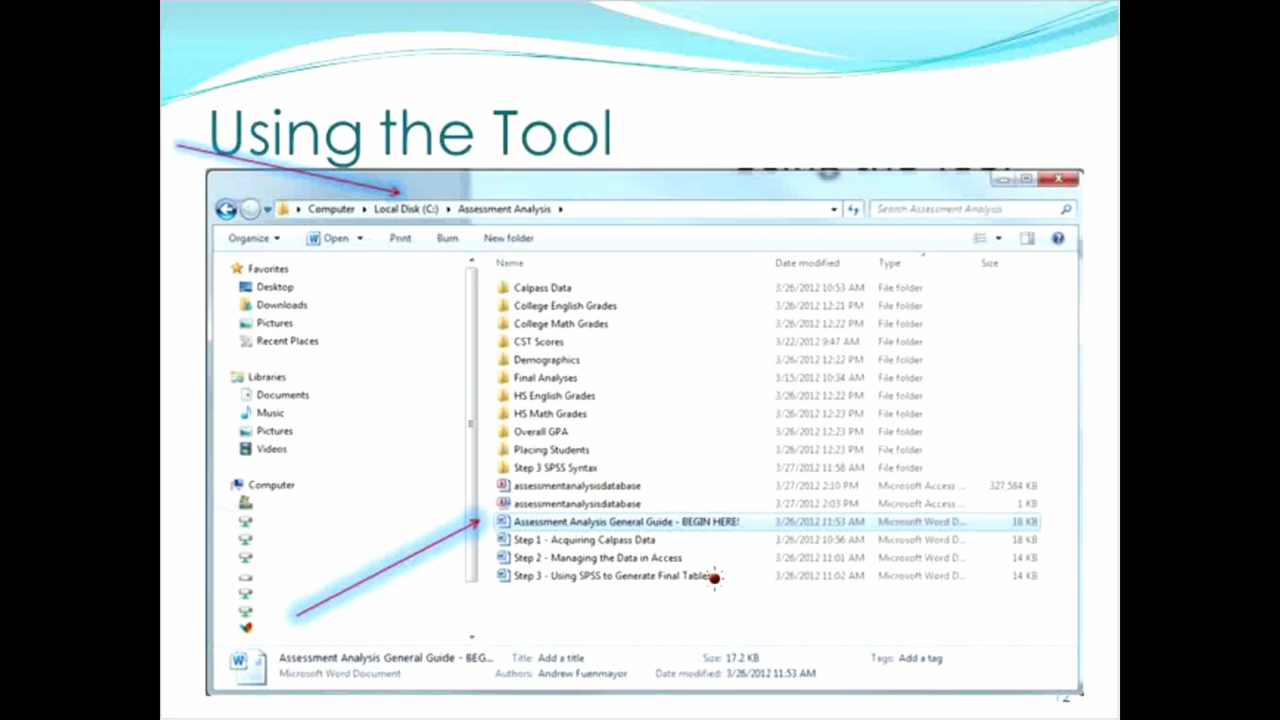 Using the Tool
Computer Local Disk (C:) Assessment Analysis Search Assessment Analysis
Organize Open Print Burn New folder
Name Date modified Type Size
Favorites
Desktop
Downloads
Pictures
Recent Places
Libraries
Documents
Music
Pictures
Videos
Computer
Calpass Data 3/26/2012 10:53 AM File folder
College English Grades 3/26/2012 12:21 PM File folder
College Math Grades 3/26/2012 12:22 PM File folder
CST Scores 3/22/2012 9:47 AM File folder
Demographics 3/26/2012 12:22 PM File folder
Final Analyses 3/15/2012 10:34 AM File folder
HS English Grades 3/26/2012 12:22 PM File folder
HS Math Grades 3/26/2012 12:23 PM File folder
Overall GPA 3/26/2012 12:23 PM File folder
Placing Students 3/26/2012 12:23 PM File folder
Step 3 SPSS Syntax 3/27/2012 11:58 AM File folder
assessmentanalysisdatabase 3/27/2012 2:10 PM Microsoft Access ... 327,584 KB
assessmentanalysisdatabase 3/27/2012 2:03 PM Microsoft Access ... 1 KB
Assessment Analysis General Guide - BEGIN HERE! 3/26/2012 11:53 AM Microsoft Word D... 18 KB
Step 1 - Acquiring Calpass Data 3/26/2012 10:56 AM Microsoft Word D... 18 KB
Step 2 - Managing the Data in Access 3/26/2012 11:01 AM Microsoft Word D... 14 KB
Step 3 - Using SPSS to Generate Final Tables 3/26/2012 11:02 AM Microsoft Word D... 14 KB
Assessment Analysis General Guide - BEG... Title: Add a title Size: 17.2 KB Tags: Add a tag
Microsoft Word Document Authors: Andrew Fuenmayor Date modified: 3/26/2012 11:53 AM